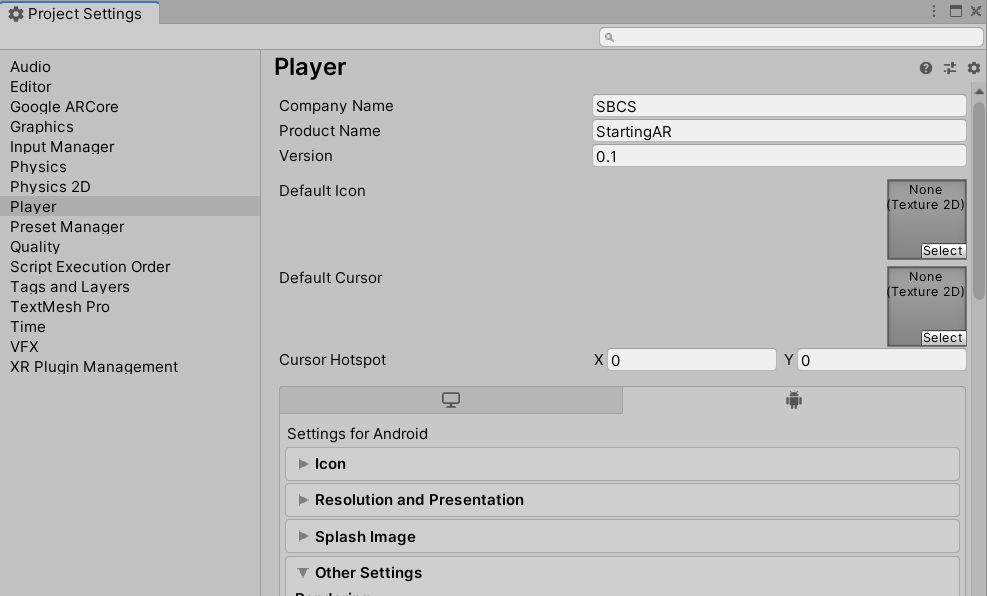 Project Settings
Audio
Editor
Google ARCore
Graphics
Input Manager
Physics
Physics 2D
Player
Preset Manager
Quality
Script Execution Order
Tags and Layers
TextMesh Pro
Time
VFX
XR Plugin Management
Player
Company Name SBCS
Product Name StartingAR
Version 0.1
Default Icon
None
(Texture 2D)
Select
Default Cursor
None
(Texture 2D)
Select
Cursor Hotspot X 0 Y 0
Settings for Android
Icon
Resolution and Presentation
Splash Image
Other Settings
Rendering